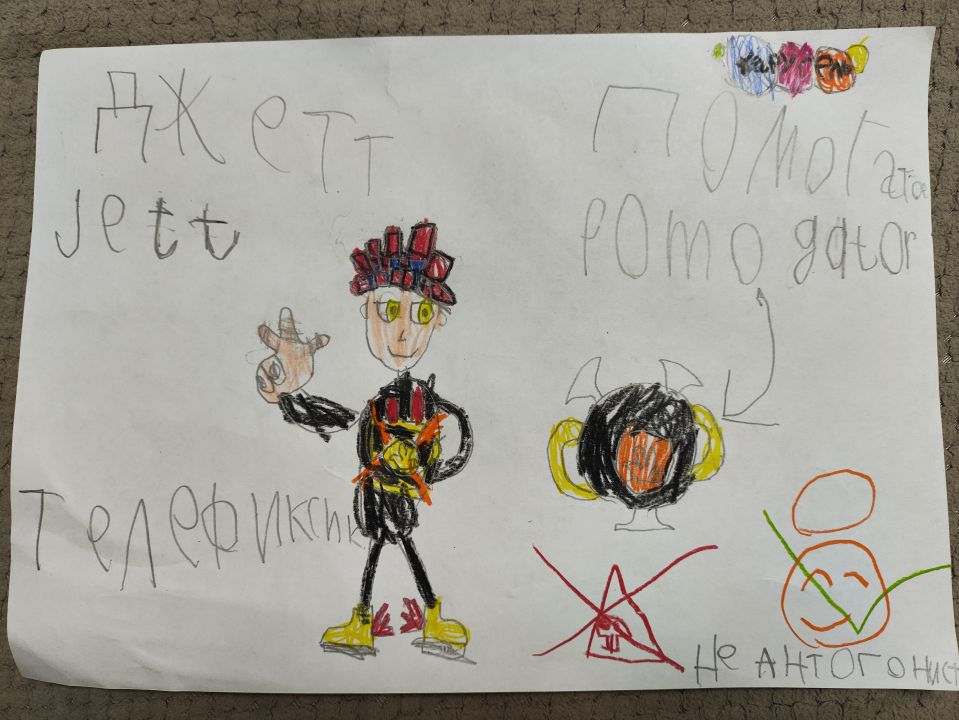 Джетт
Jett
ПОМОГатор
Pomogator
Телефиксик
Не АНТОГОНИСТ